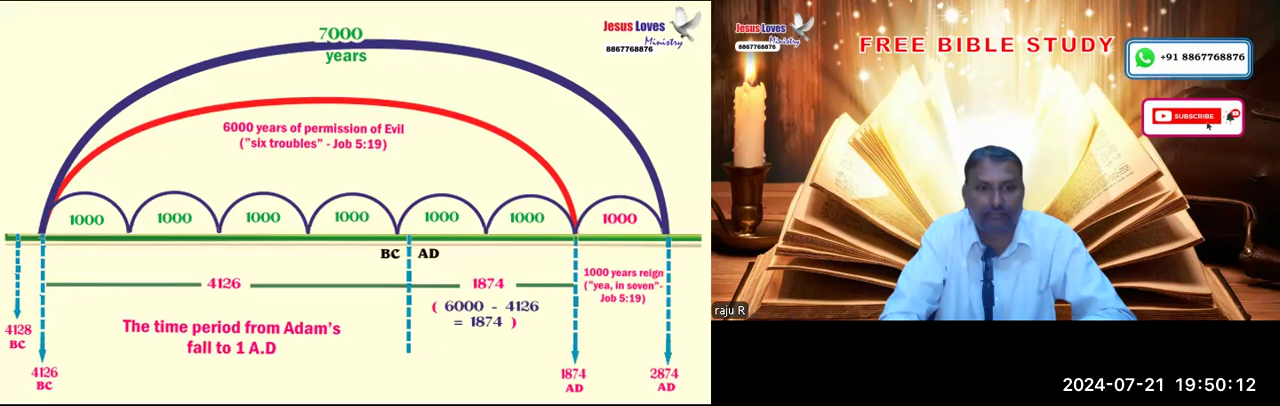 7000
years
Jesus Loves
Ministry
8867768876
6000 years of permission of Evil
("six troubles" - Job 5:19)
1000
1000
1000
1000
1000
1000
1000
BC
AD
4126
1874
( 6000 - 4126
= 1874 )
1000 years reign
("yea, in seven"-
Job 5:19)
The time period from Adam's
fall to 1 A.D
4128
BC
4126
BC
1874
AD
2874
AD
Jesus Loves
Ministry
8867768876
FREE BIBLE STUDY
+91 8867768876
SUBSCRIBE
raju R
2024-07-21 19:50:12